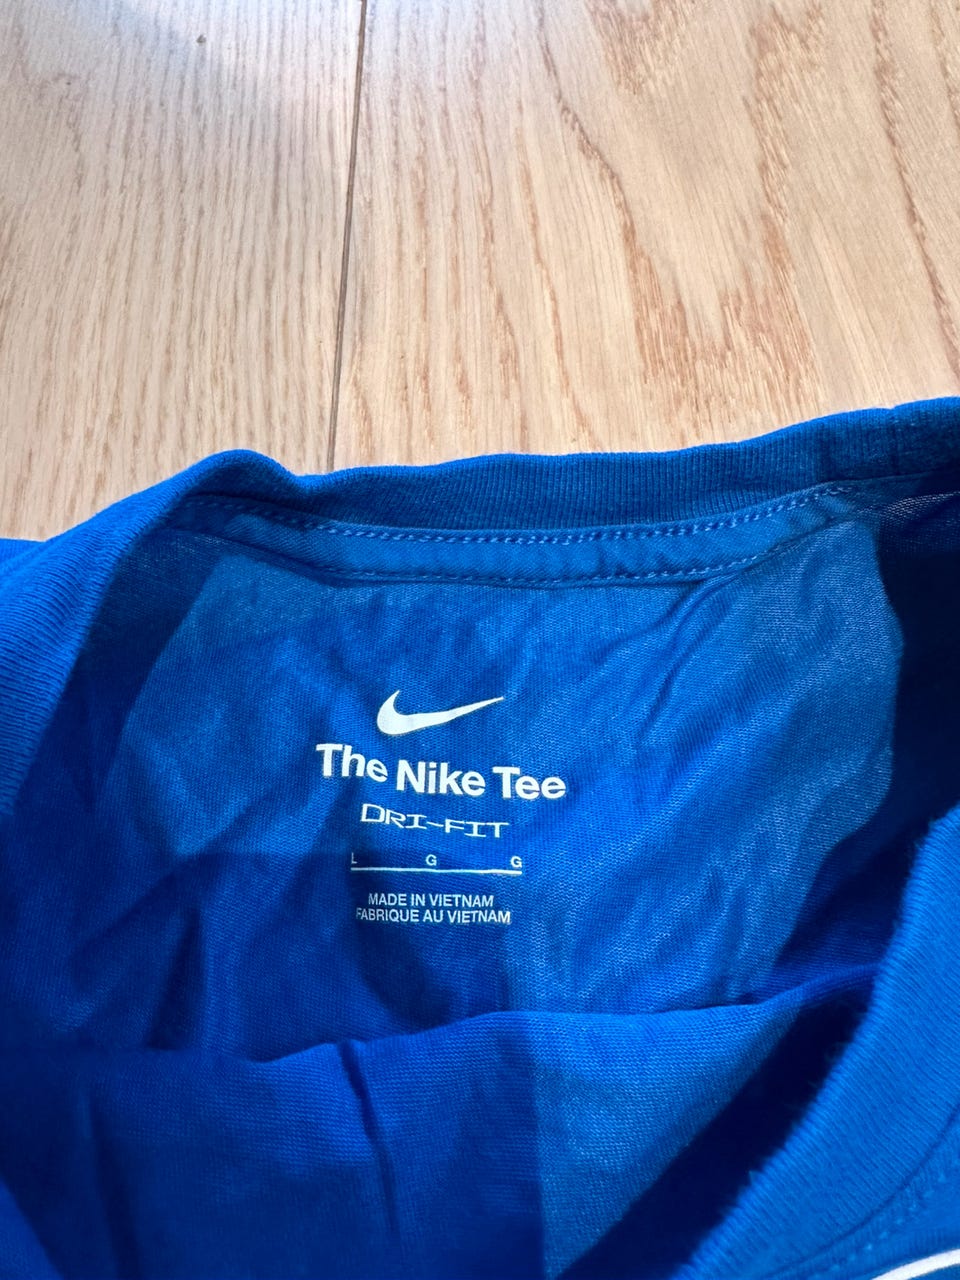 The Nike Tee
DRI-FIT
L G G
MADE IN VIETNAM
FABRIQUE AU VIETNAM